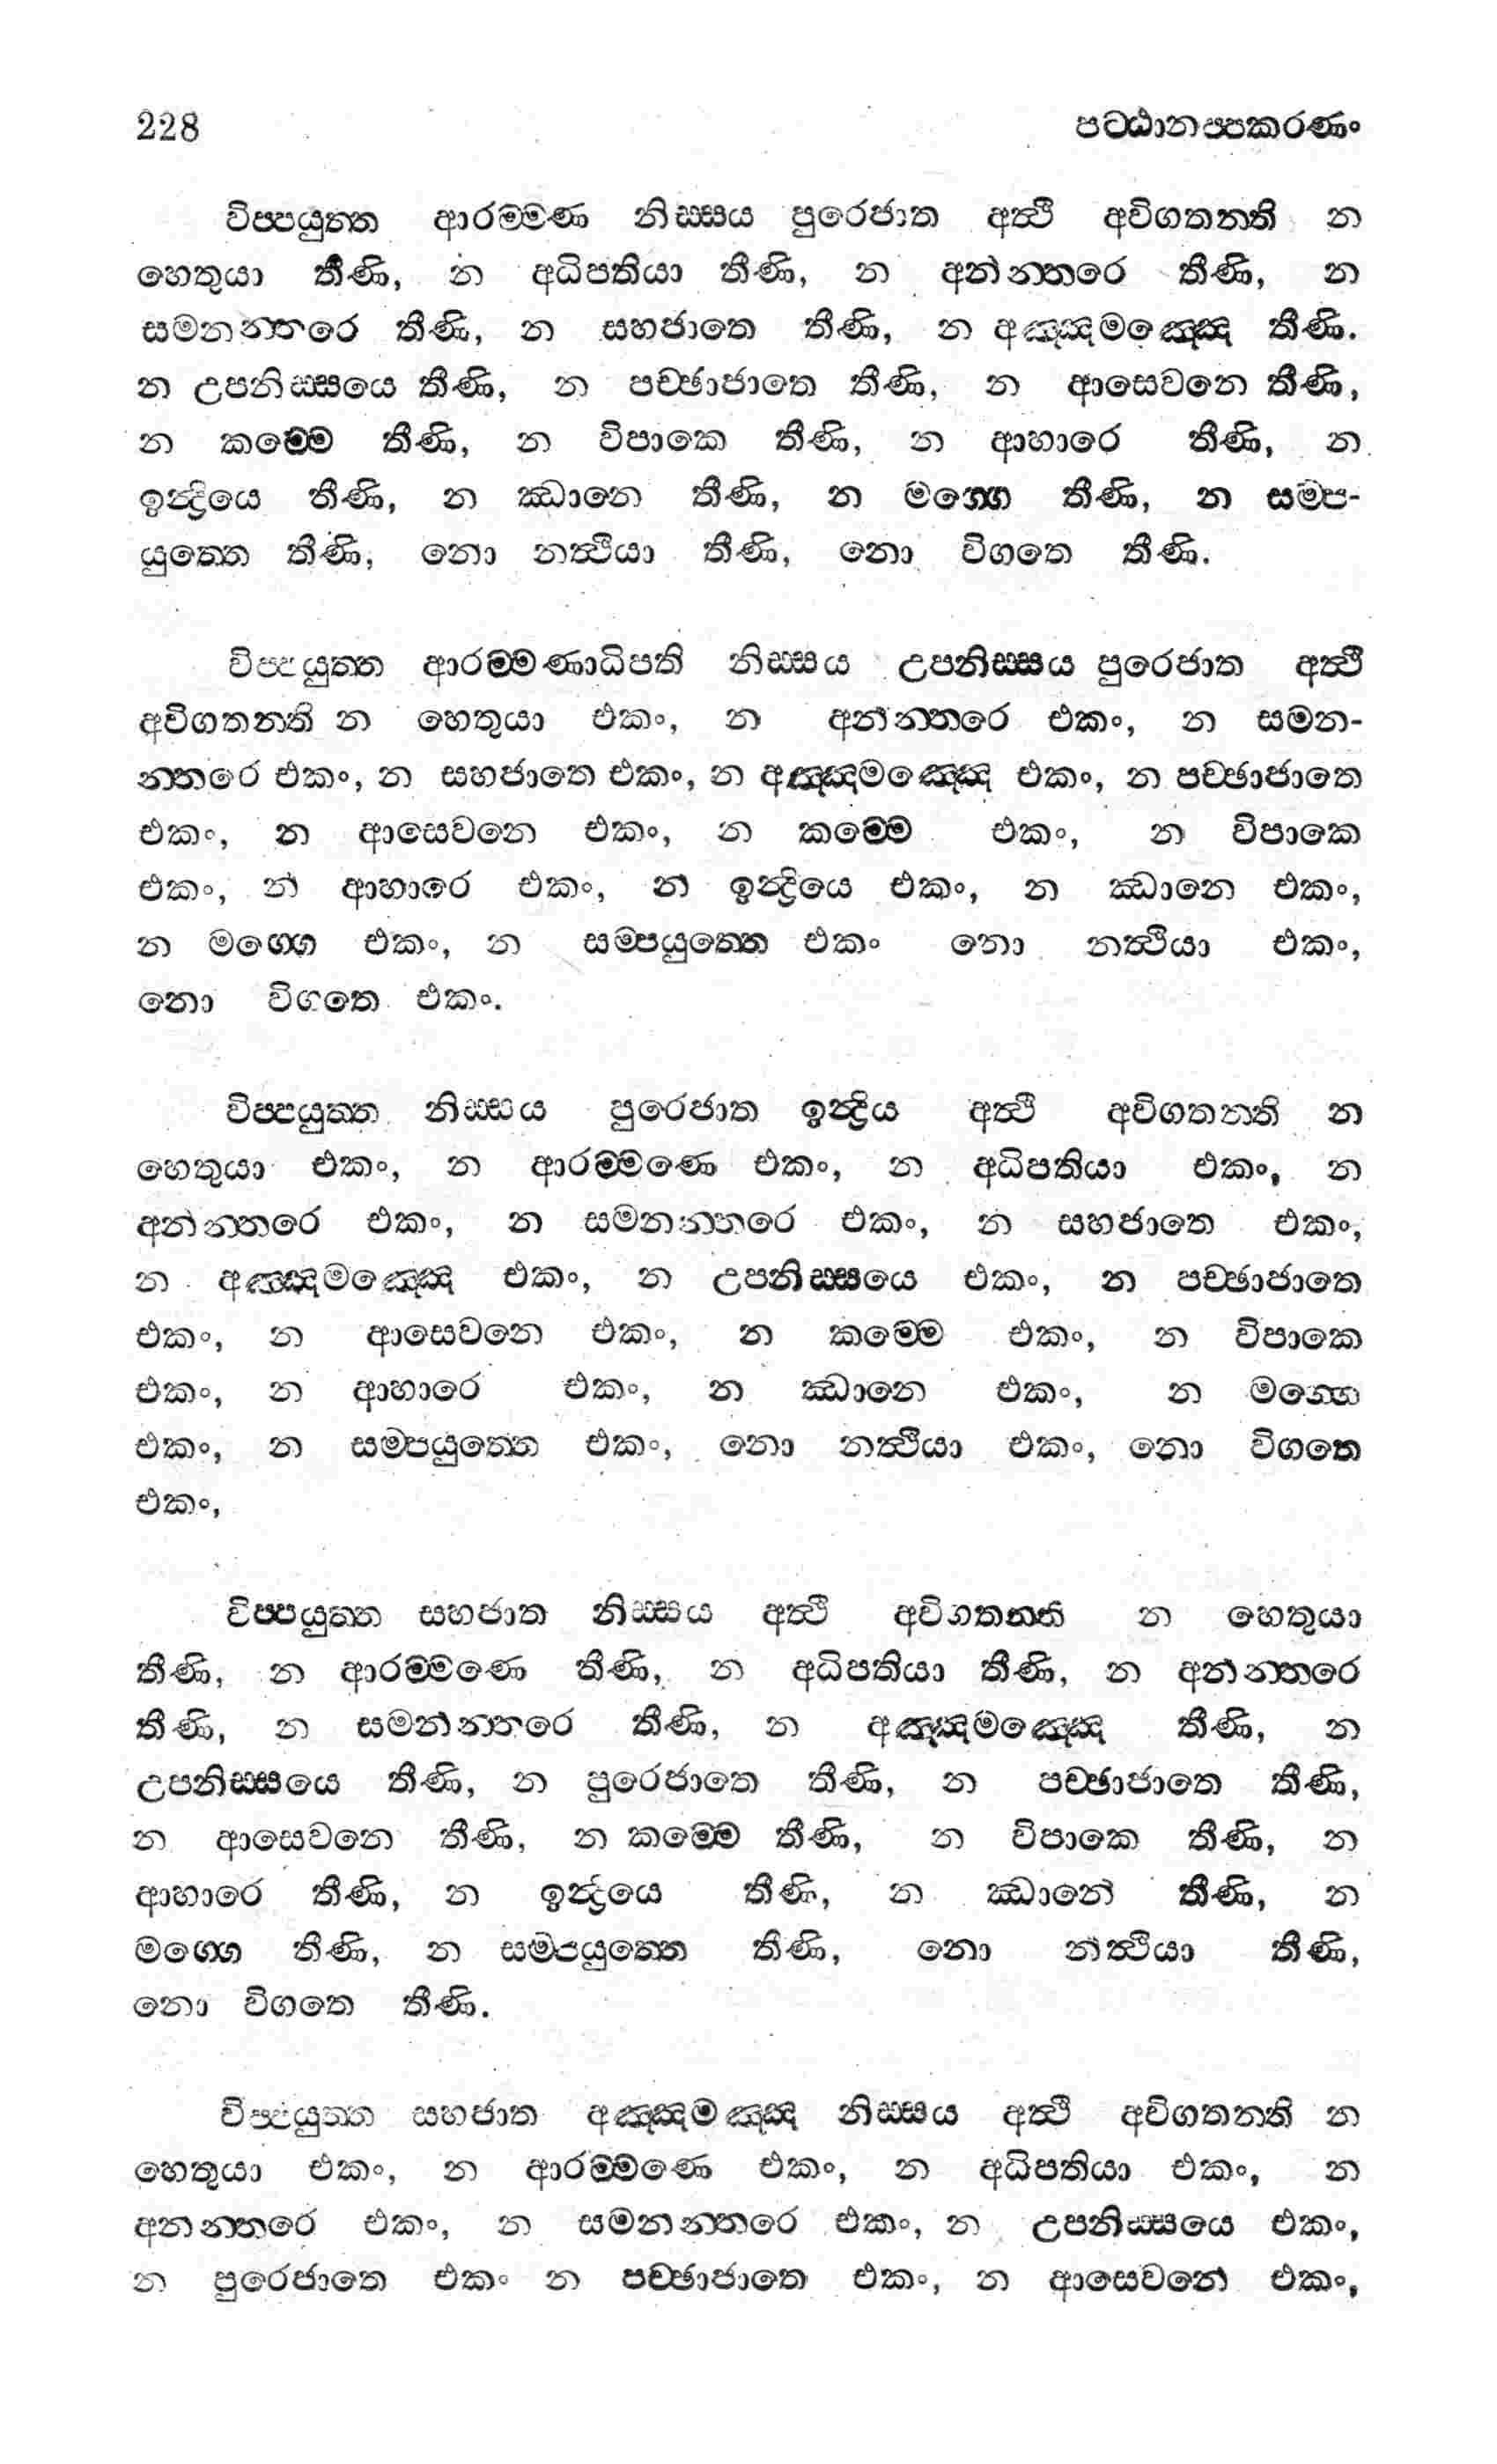 228 පට්ඨානප්පකරණං
විප්පයුත්ත ආරම්මණ නිස්සය පුරෙජාත අත්ථි අවිගතන්ති න
හෙතුයා තීණි, න අධිපතියා තීණි, න අනන්තරෙ තීණි, න
සමනන්තරෙ තීණි, න සහජාතෙ තීණි, න අඤ්ඤමඤ්ඤෙ තීණි.
න උපනිස්සයෙ තීණි, න පච්ඡාජාතෙ තීණි, න ආසෙවනෙ තීණි,
න කම්මෙ තීණි, න විපාකෙ තීණි, න ආහාරෙ තීණි, න
ඉන්ද්‍රියෙ තීණි, න ඣානෙ තීණි, න මග්ගෙ තීණි, න සම්ප-
යුත්තෙ තීණි, නො නත්ථියා තීණි, නො විගතෙ තීණි.
විප්පයුත්ත ආරම්මණාධිපති නිස්සය උපනිස්සය පුරෙජාත අත්ථි
අවිගතන්ති න හෙතුයා එකං, න අනන්තරෙ එකං, න සමන-
න්තරෙ එකං, න සහජාතෙ එකං, න අඤ්ඤමඤ්ඤෙ එකං, න පච්ඡාජාතෙ
එකං, න ආසෙවනෙ එකං, න කම්මෙ එකං, න විපාකෙ
එකං, න ආහාරෙ එකං, න ඉන්ද්‍රියෙ එකං, න ඣානෙ එකං,
න මග්ගෙ එකං, න සම්පයුත්තෙ එකං නො නත්ථියා එකං,
නො විගතෙ එකං.
විප්පයුත්ත නිස්සය පුරෙජාත ඉන්ද්‍රිය අත්ථි අවිගතන්ති න
හෙතුයා එකං, න ආරම්මණෙ එකං, න අධිපතියා එකං, න
අනන්තරෙ එකං, න සමනන්තරෙ එකං, න සහජාතෙ එකං,
න අඤ්ඤමඤ්ඤෙ එකං, න උපනිස්සයෙ එකං, න පච්ඡාජාතෙ
එකං, න ආසෙවනෙ එකං, න කම්මෙ එකං, න විපාකෙ
එකං, න ආහාරෙ එකං, න ඣානෙ එකං, න මග්ගෙ
එකං, න සම්පයුත්තෙ එකං, නො නත්ථියා එකං, නො විගතෙ
එකං,
විප්පයුත්ත සහජාත නිස්සය අත්ථි අවිගතන්ති න හෙතුයා
තීණි, න ආරම්මණෙ තීණි, න අධිපතියා තීණි, න අනන්තරෙ
තීණි, න සමනන්තරෙ තීණි, න අඤ්ඤමඤ්ඤෙ තීණි, න
උපනිස්සයෙ තීණි, න පුරෙජාතෙ තීණි, න පච්ඡාජාතෙ තීණි,
න ආසෙවනෙ තීණි, න කම්මෙ තීණි, න විපාකෙ තීණි, න
ආහාරෙ තීණි, න ඉන්ද්‍රියෙ තීණි, න ඣානෙ තීණි, න
මග්ගෙ තීණි, න සම්පයුත්තෙ තීණි, නො නත්ථියා තීණි,
නො විගතෙ තීණි.
විප්පයුත්ත සහජාත අඤ්ඤමඤ්ඤ නිස්සය අත්ථි අවිගතන්ති න
හෙතුයා එකං, න ආරම්මණෙ එකං, න අධිපතියා එකං, න
අනන්තරෙ එකං, න සමනන්තරෙ එකං, න උපනිස්සයෙ එකං,
න පුරෙජාතෙ එකං න පච්ඡාජාතෙ එකං, න ආසෙවනෙ එකං,